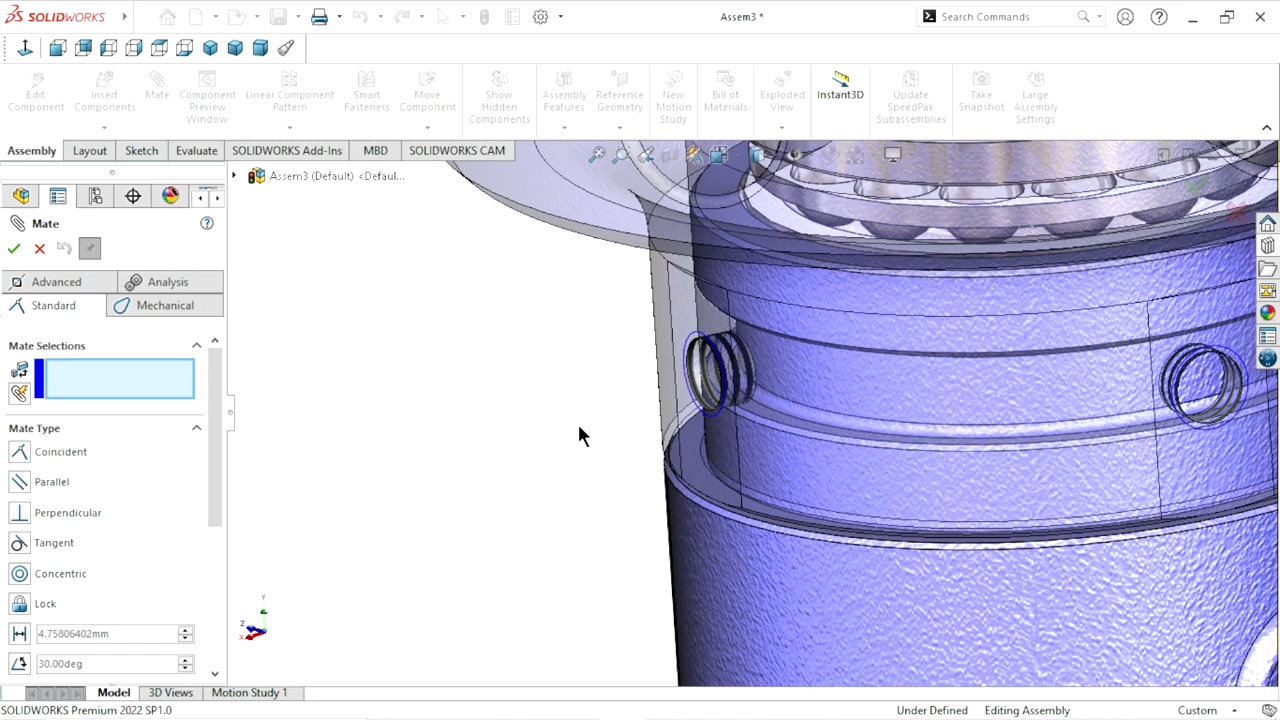 SOLIDWORKS
Assem3 *
Search Commands
Edit Component
Insert Components
Mate
Component Preview Window
Linear Component Pattern
Smart Fasteners
Move Component
Show Hidden Components
Assembly Features
Reference Geometry
New Motion Study
Bill of Materials
Exploded View
Instant3D
Update SpeedPak Subassemblies
Take Snapshot
Large Assembly Settings
Assembly
Layout
Sketch
Evaluate
SOLIDWORKS Add-Ins
MBD
SOLIDWORKS CAM
Assem3 (Default) <Defaul...
Mate
Advanced
Analysis
Standard
Mechanical
Mate Selections
Mate Type
Coincident
Parallel
Perpendicular
Tangent
Concentric
Lock
4.75806402mm
30.00deg
Y
Z
X
Model
3D Views
Motion Study 1
SOLIDWORKS Premium 2022 SP1.0
Under Defined
Editing Assembly
Custom